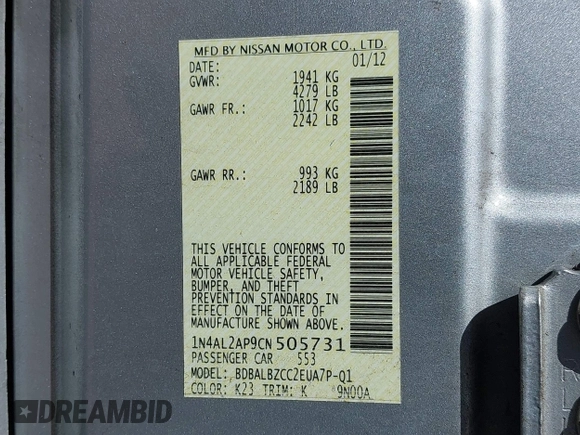 MFD BY NISSAN MOTOR CO., LTD.
DATE: 01/12
GVWR: 1941 KG
4279 LB
GAWR FR.: 1017 KG
2242 LB
GAWR RR.: 993 KG
2189 LB
THIS VEHICLE CONFORMS TO
ALL APPLICABLE FEDERAL
MOTOR VEHICLE SAFETY,
BUMPER, AND THEFT
PREVENTION STANDARDS IN
EFFECT ON THE DATE OF
MANUFACTURE SHOWN ABOVE.
1N4AL2AP9CN505731
PASSENGER CAR 553
MODEL: BDBALBZCC2EUA7P-Q1
COLOR: K23 TRIM: K 9N00A
DREAMBID